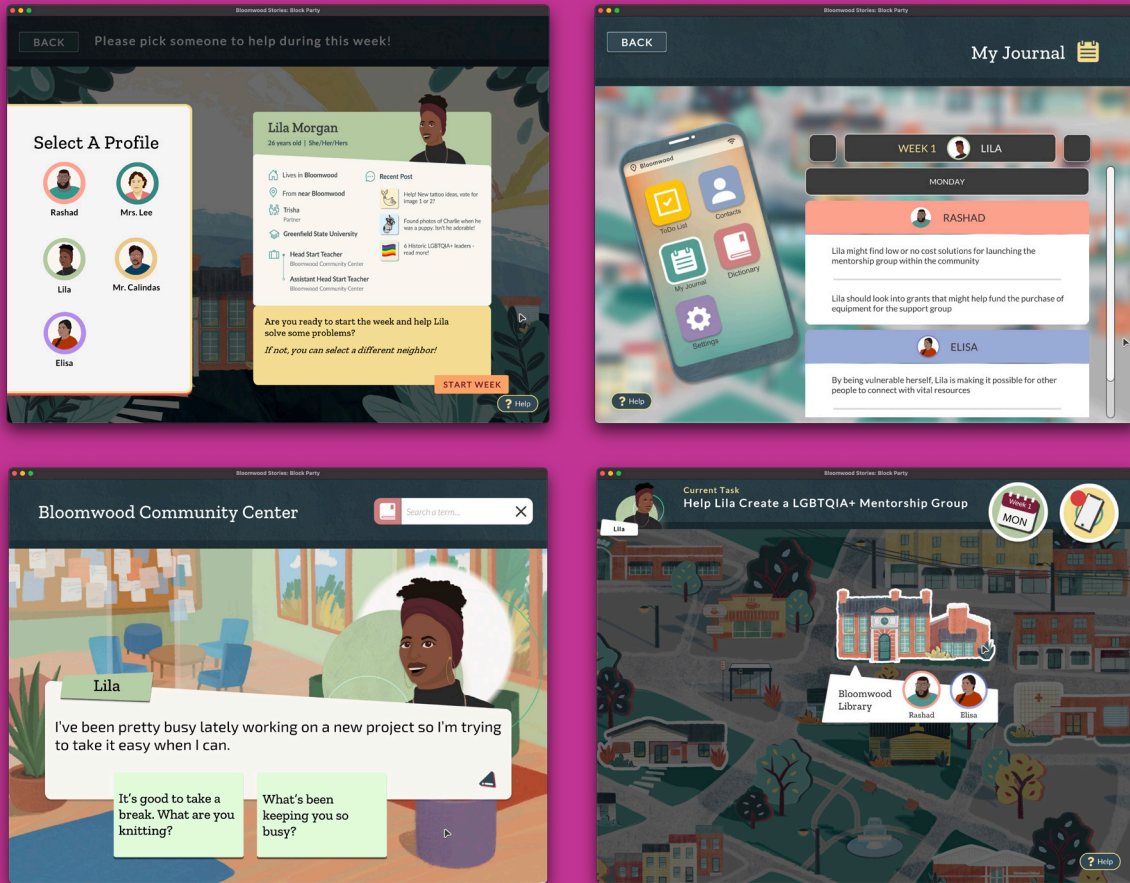 Bloomwood Stories: Block Party
BACK
Please pick someone to help during this week!
Select A Profile
Rashad
Mrs. Lee
Lila
Mr. Calindas
Elisa
Lila Morgan
26 years old | She/Her/Hers
Lives in Bloomwood
From near Bloomwood
Trisha
Partner
Greenfield State University
Head Start Teacher
Bloomwood Community Center
Assistant Head Start Teacher
Bloomwood Community Center
Recent Post
Help! New tattoo ideas, vote for
image 1 or 2!?
Found photos of Charlie when he
was a puppy. Isn't he adorible!
6 Historic LGBTQIA+ leaders -
read more!
Are you ready to start the week and help Lila
solve some problems?
If not, you can select a different neighbor!
START WEEK
? Help
Bloomwood Stories: Block Party
BACK
My Journal
Bloomwood
ToDo List
Contacts
My Journal
Dictionary
Settings
? Help
WEEK 1
LILA
MONDAY
RASHAD
Lila might find low or no cost solutions for launching the
mentorship group within the community
Lila should look into grants that might help fund the purchase of
equipment for the support group
ELISA
By being vulnerable herself, Lila is making it possible for other
people to connect with vital resources
Bloomwood Stories: Block Party
Bloomwood Community Center
Search a term...
Lila
I've been pretty busy lately working on a new project so I'm trying
to take it easy when I can.
It's good to take a
break. What are you
knitting?
What's been
keeping you so
busy?
Bloomwood Stories: Block Party
Lila
Current Task
Help Lila Create a LGBTQIA+ Mentorship Group
Week 1
MON
Bloomwood
Library
Rashad
Elisa
? Help